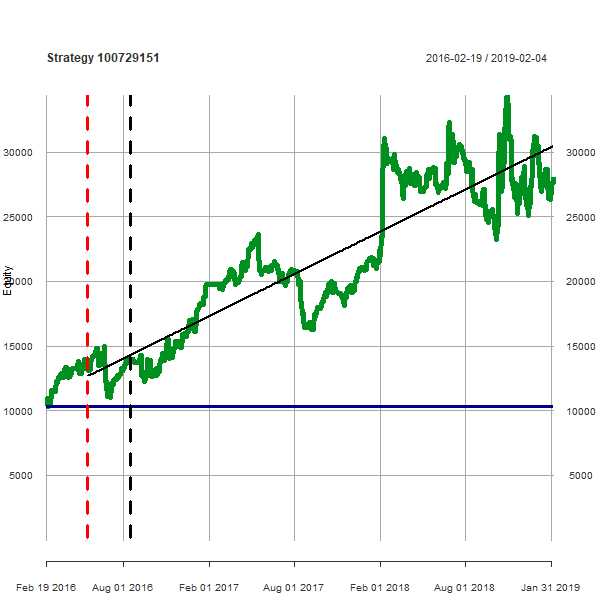 Strategy 100729151
2016-02-19 / 2019-02-04
30000
30000
25000
25000
Equity
20000
20000
15000
15000
10000
10000
5000
5000
Feb 19 2016
Aug 01 2016
Feb 01 2017
Aug 01 2017
Feb 01 2018
Aug 01 2018
Jan 31 2019